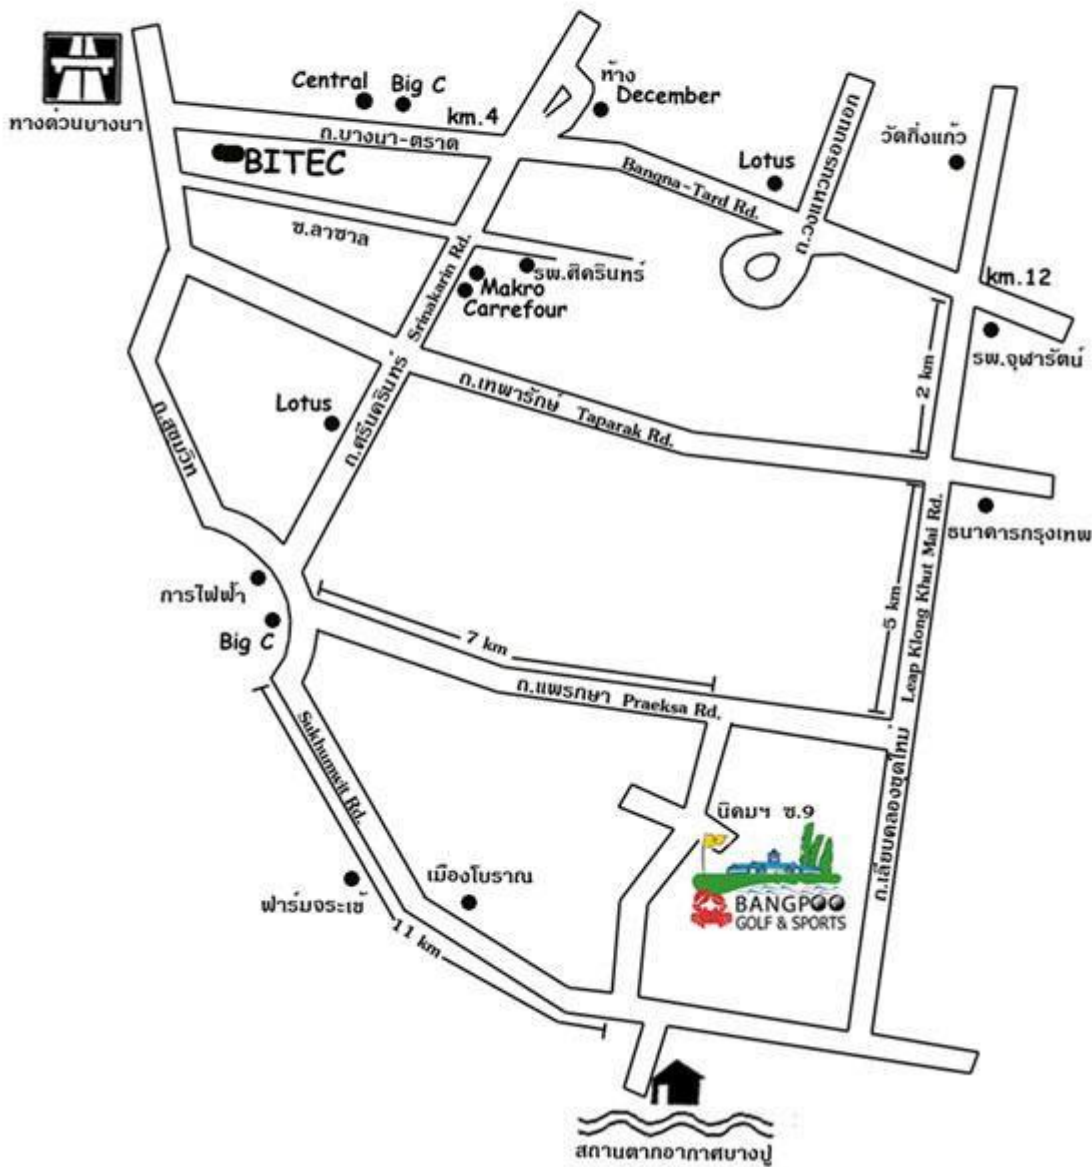 ห้าง
Central
Big C
December
km.4
ทางด่วนบางนา
ถ.บางนา-ตราด
BITEC
Bangna-Tard Rd.
Lotus
ถ.วงแหวนรอบนอก
วัดกิ่งแก้ว
ซ.ลาซาล
Srinakarin Rd.
รพ.ศิครินทร์
Makro
Carrefour
km.12
รพ.จุฬารัตน์
2 km
ถ.เทพารักษ์ Taparak Rd.
Lotus
ถ.ศรีนครินทร์
ถ.สุขุมวิท
ธนาคารกรุงเทพ
Leap Klong Khut Mai Rd.
5 km
การไฟฟ้า
Big C
7 km
ถ.แพรกษา Praeksa Rd.
Sukhumwit Rd.
นิคมฯ ซ.9
ถ.เลียบคลองขุดใหม่
BANGPOO
GOLF & SPORTS
เมืองโบราณ
ฟาร์มจระเข้
11 km
สถานตากอากาศบางปู